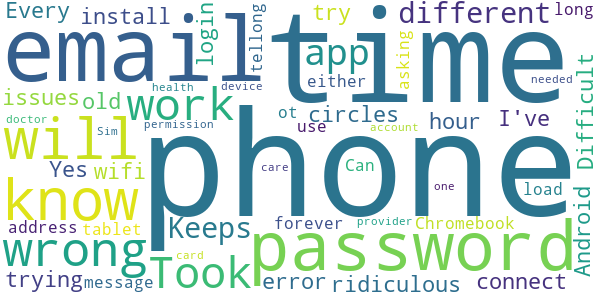 Every
install
email
login
tellong
time
try
different
long
app
asking
either
issues
old
work
health
device
needed
doctor
Sim
permission
ot
circles
use
hour
I've
will
phone
Yes
wifi
know
care
account
Can
one
load
Difficult
Android
address
tablet
Keeps
forever
provider
Chromebook
wrong
password
trying
message
Took
card
error
ridiculous
connect